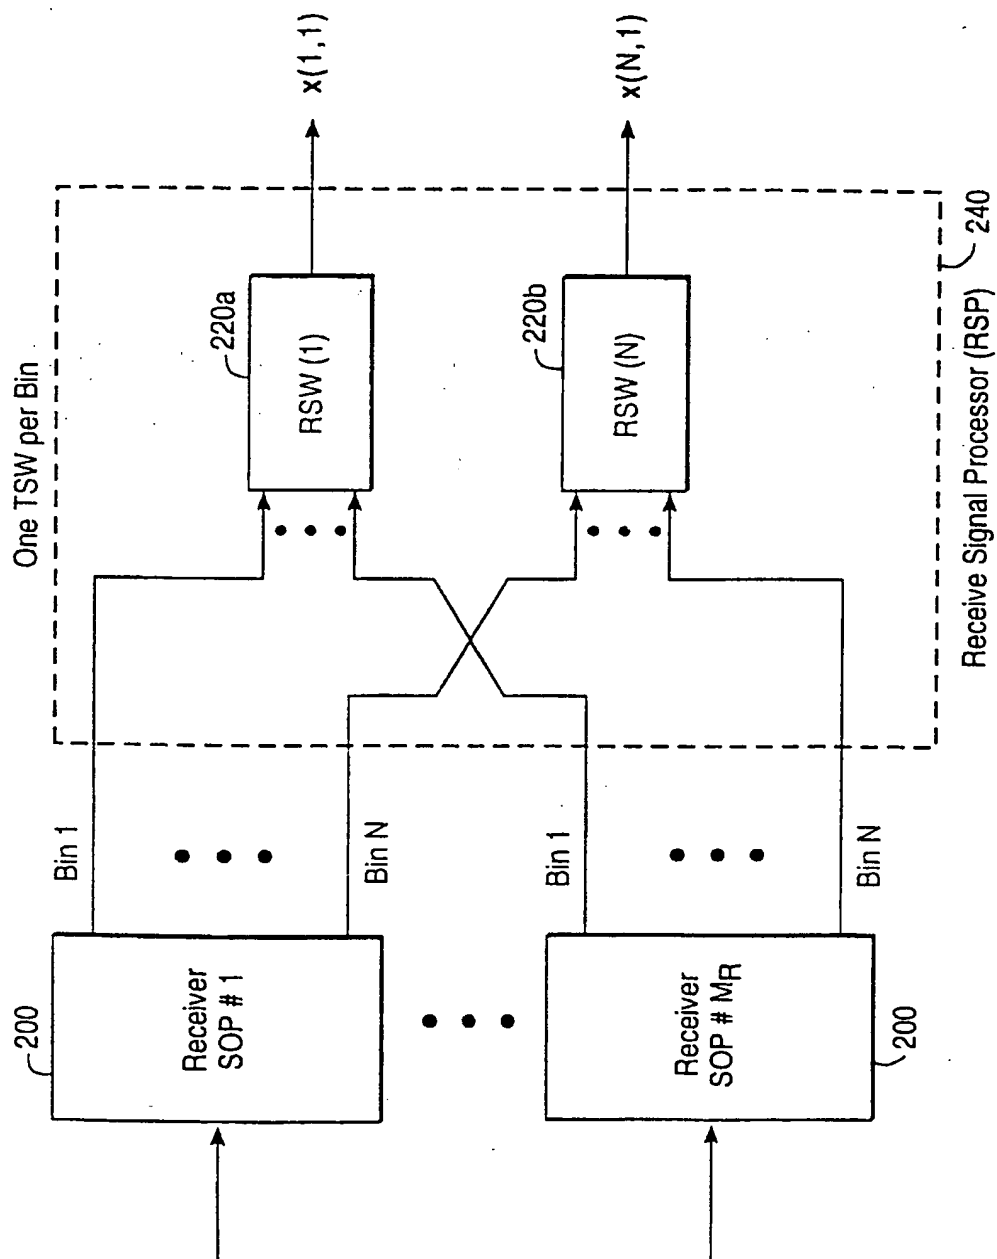 One TSW per Bin
200
Receiver
SOP # 1
Bin 1
Bin N
220a
RSW (1)
x(1,1)
Receiver
SOP # MR
200
Bin 1
Bin N
220b
RSW (N)
x(N,1)
240
Receive Signal Processor (RSP)